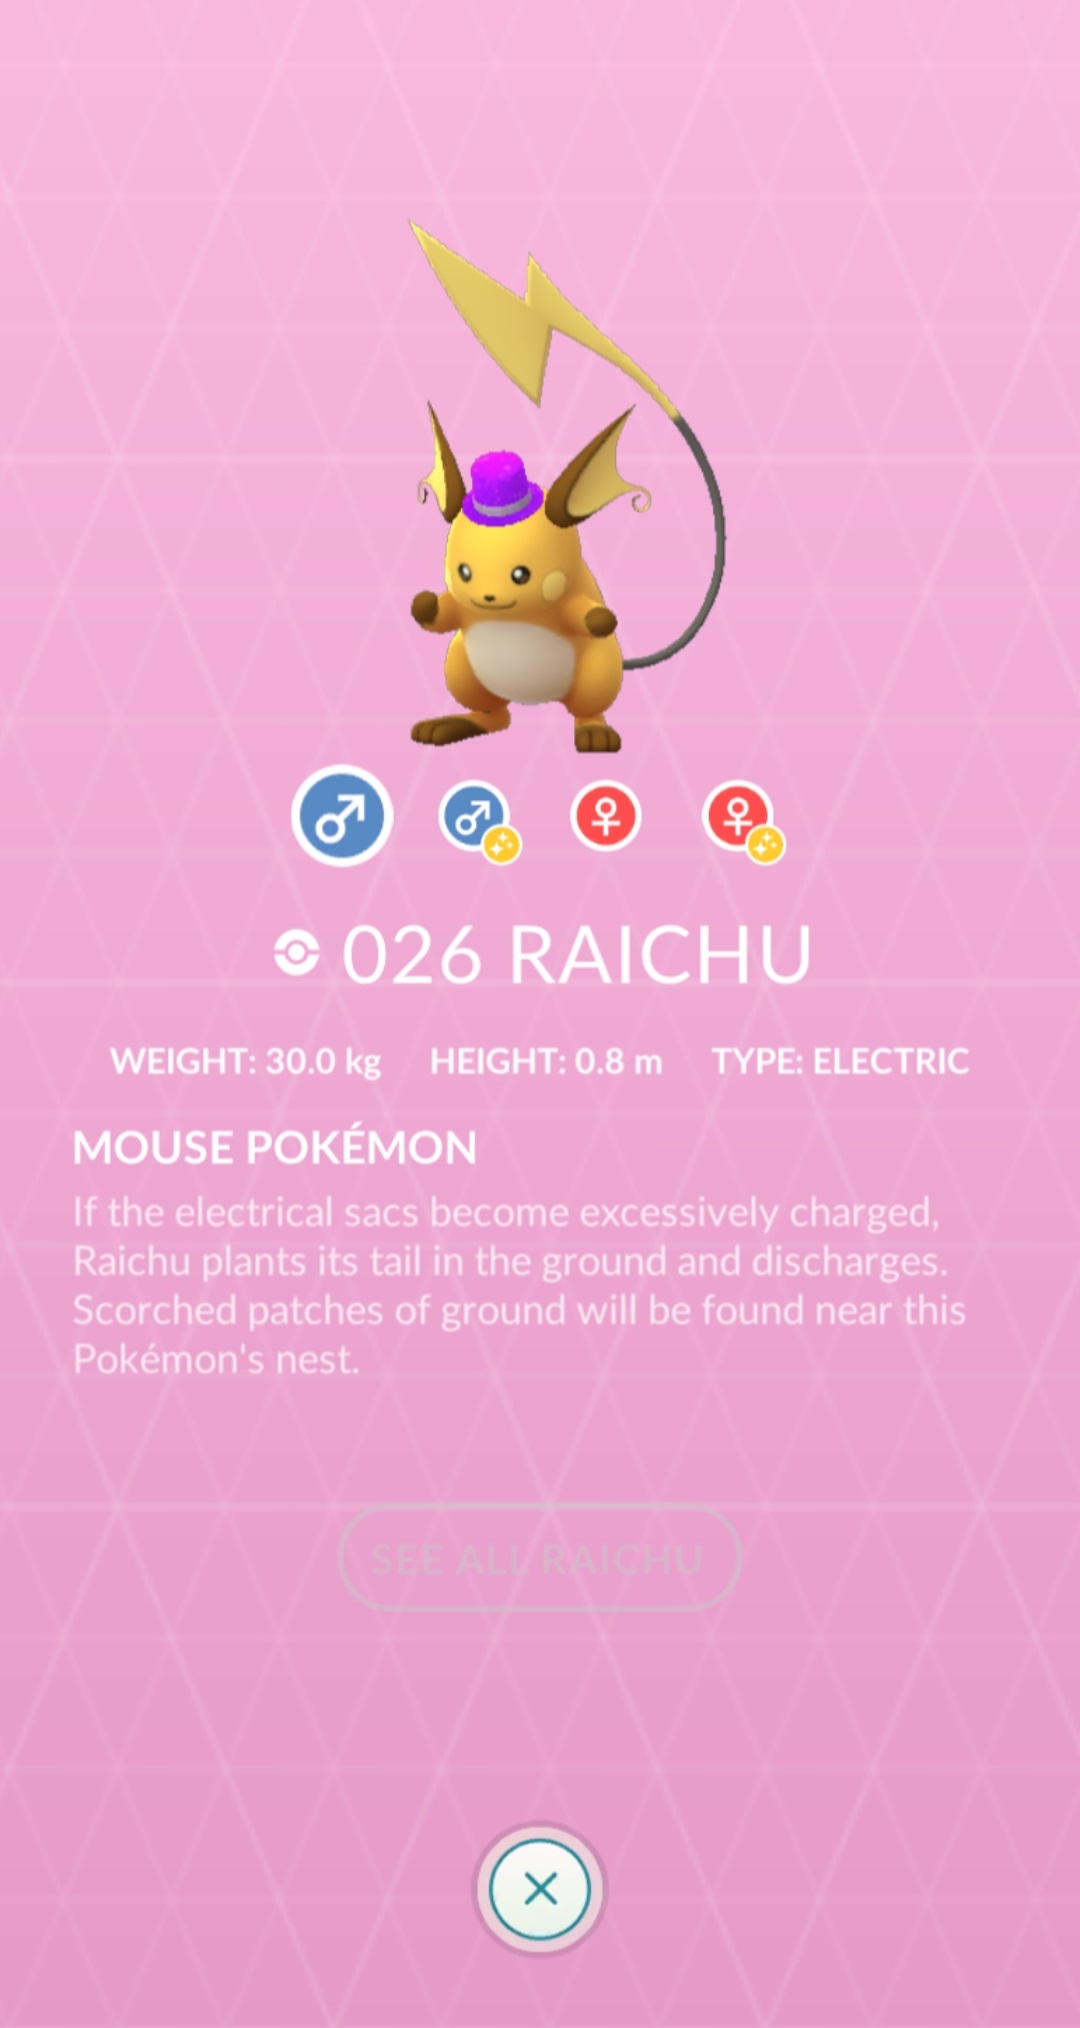 026 RAICHU
WEIGHT: 30.0 kg HEIGHT: 0.8 m TYPE: ELECTRIC
MOUSE POKÉMON
If the electrical sacs become excessively charged,
Raichu plants its tail in the ground and discharges.
Scorched patches of ground will be found near this
Pokémon's nest.
SEE ALL RAICHU